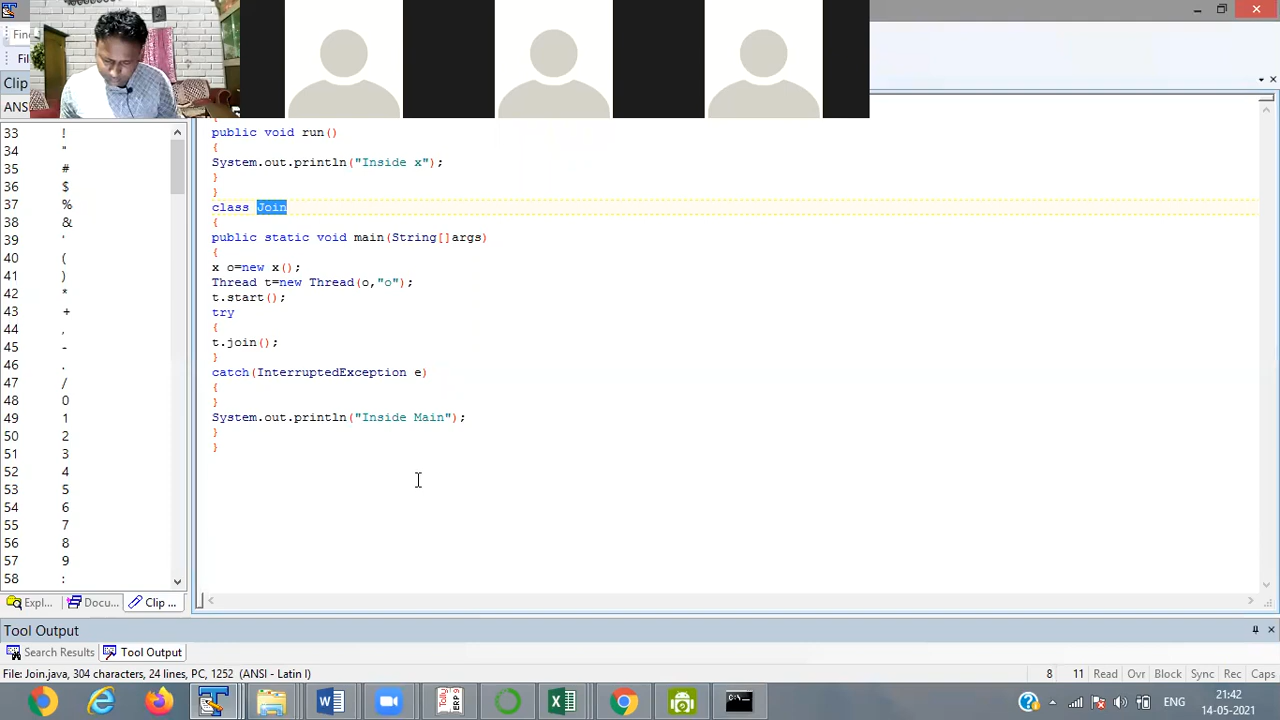 Clip
ANSI
33 !
34 "
35 #
36 $
37 %
38 &
39 '
40 (
41 )
42 *
43 +
44 ,
45 -
46 .
47 /
48 0
49 1
50 2
51 3
52 4
53 5
54 6
55 7
56 8
57 9
58 :
public void run()
{
System.out.println("Inside x");
}
}
class Join
{
public static void main(String[]args)
{
x o=new x();
Thread t=new Thread(o,"o");
t.start();
try
{
t.join();
}
catch(InterruptedException e)
{
}
System.out.println("Inside Main");
}
}
Expl... Docu... Clip ...
Tool Output
Search Results Tool Output
File: Join.java, 304 characters, 24 lines, PC, 1252 (ANSI - Latin I) 8 11 Read Ovr Block Sync Rec Caps
ENG 21:42
14-05-2021